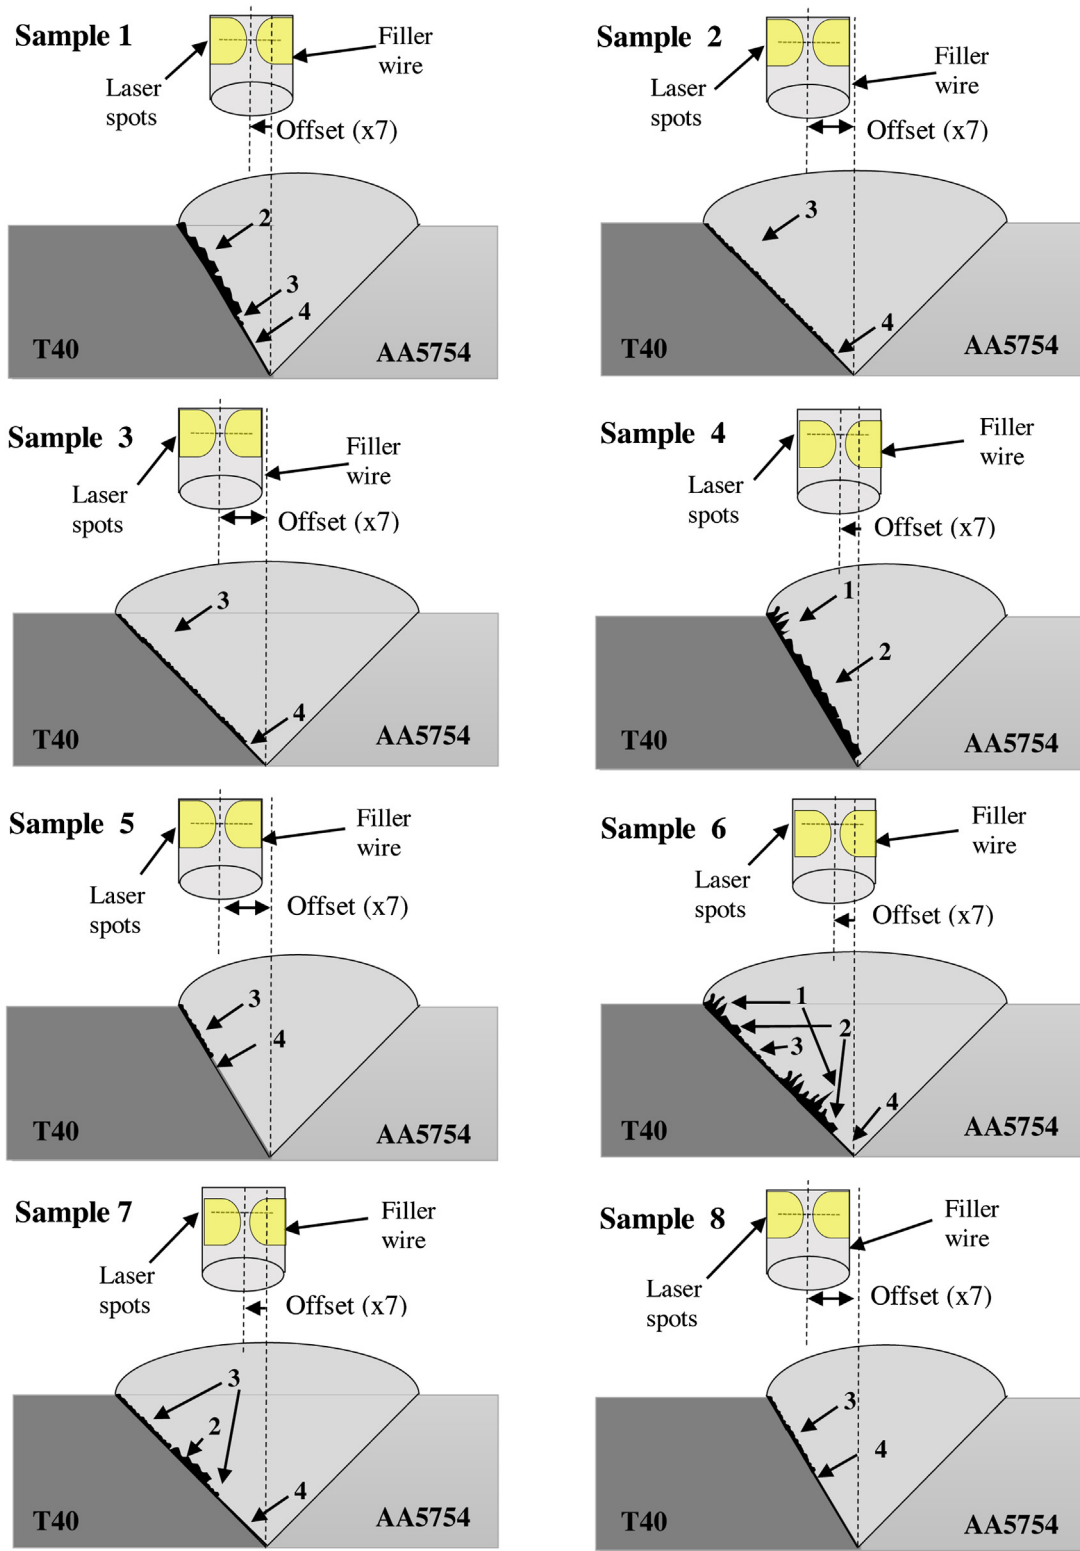 Sample 1
Filler
wire
Laser
spots
Offset (x7)
2
3
4
T40
AA5754
Sample 2
Filler
wire
Laser
spots
Offset (x7)
3
4
T40
AA5754
Sample 3
Filler
wire
Laser
spots
Offset (x7)
3
4
T40
AA5754
Sample 4
Filler
wire
Laser
spots
Offset (x7)
1
2
T40
AA5754
Sample 5
Filler
wire
Laser
spots
Offset (x7)
3
4
T40
AA5754
Sample 6
Filler
wire
Laser
spots
Offset (x7)
1
2
3
4
T40
AA5754
Sample 7
Filler
wire
Laser
spots
Offset (x7)
3
2
4
T40
AA5754
Sample 8
Filler
wire
Laser
spots
Offset (x7)
3
4
T40
AA5754